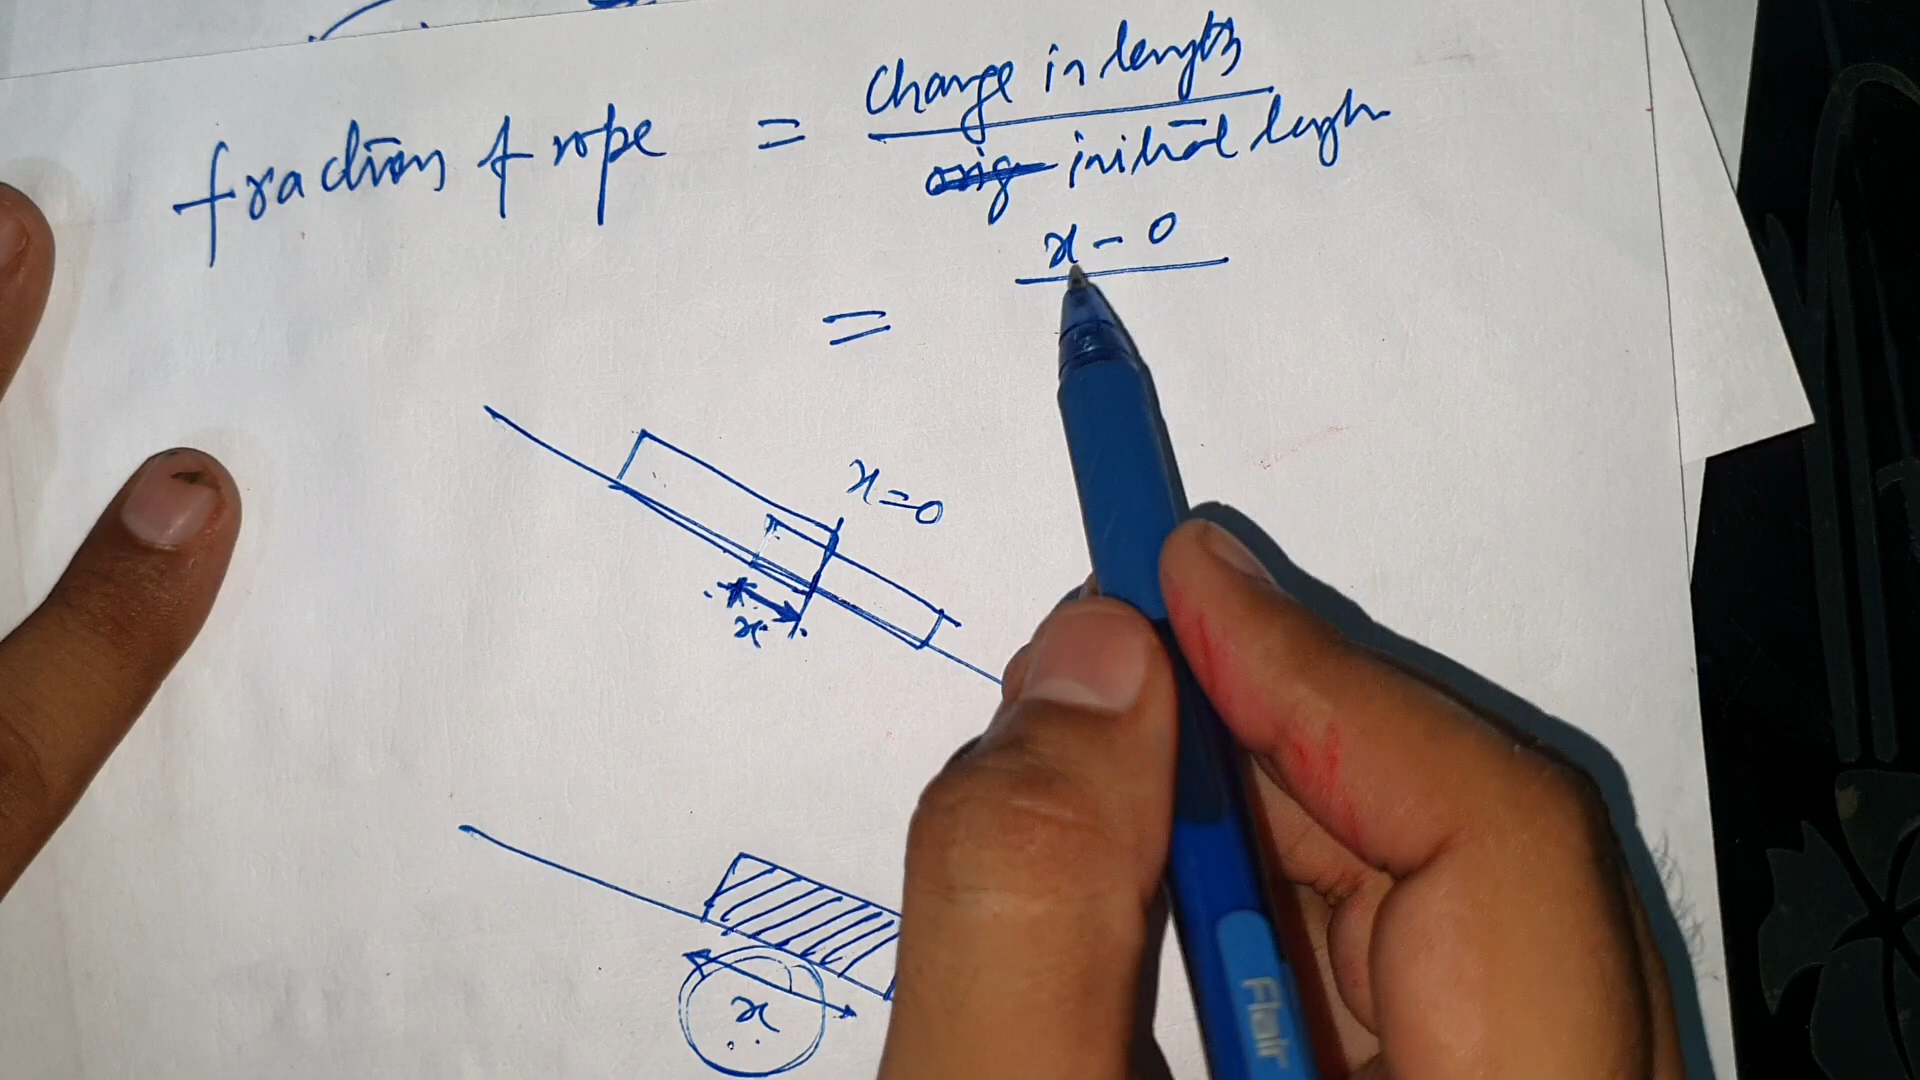 fraction of rope = change in length
orig initial length
x - 0
=
x=0
x
x
Flair